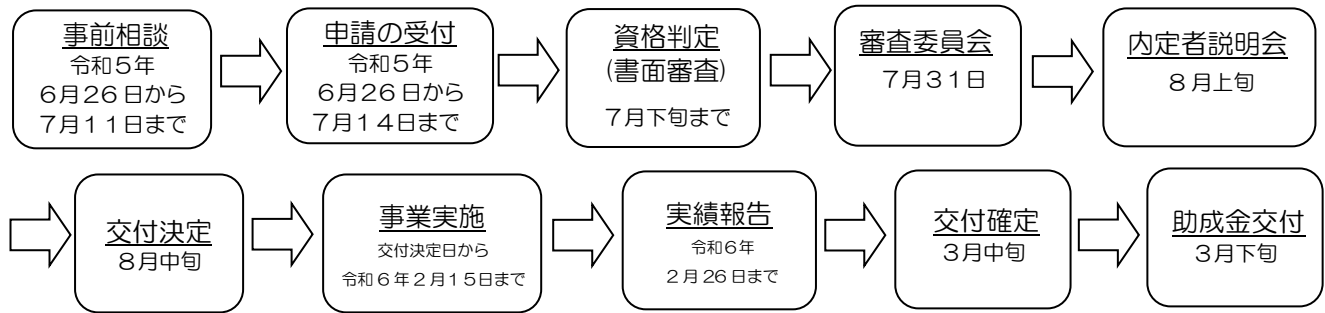 事前相談
令和5年
6月26日から
7月11日まで
申請の受付
令和5年
6月26日から
7月14日まで
資格判定
(書面審査)
7月下旬まで
審査委員会
7月31日
内定者説明会
8月上旬
交付決定
8月中旬
事業実施
交付決定日から
令和6年2月15日まで
実績報告
令和6年
2月26日まで
交付確定
3月中旬
助成金交付
3月下旬